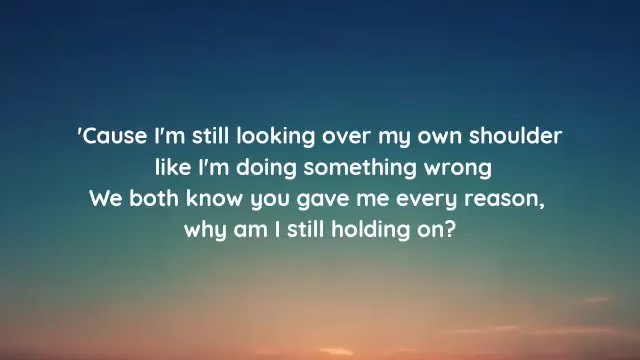 'Cause I'm still looking over my own shoulder
like I'm doing something wrong
We both know you gave me every reason,
why am I still holding on?